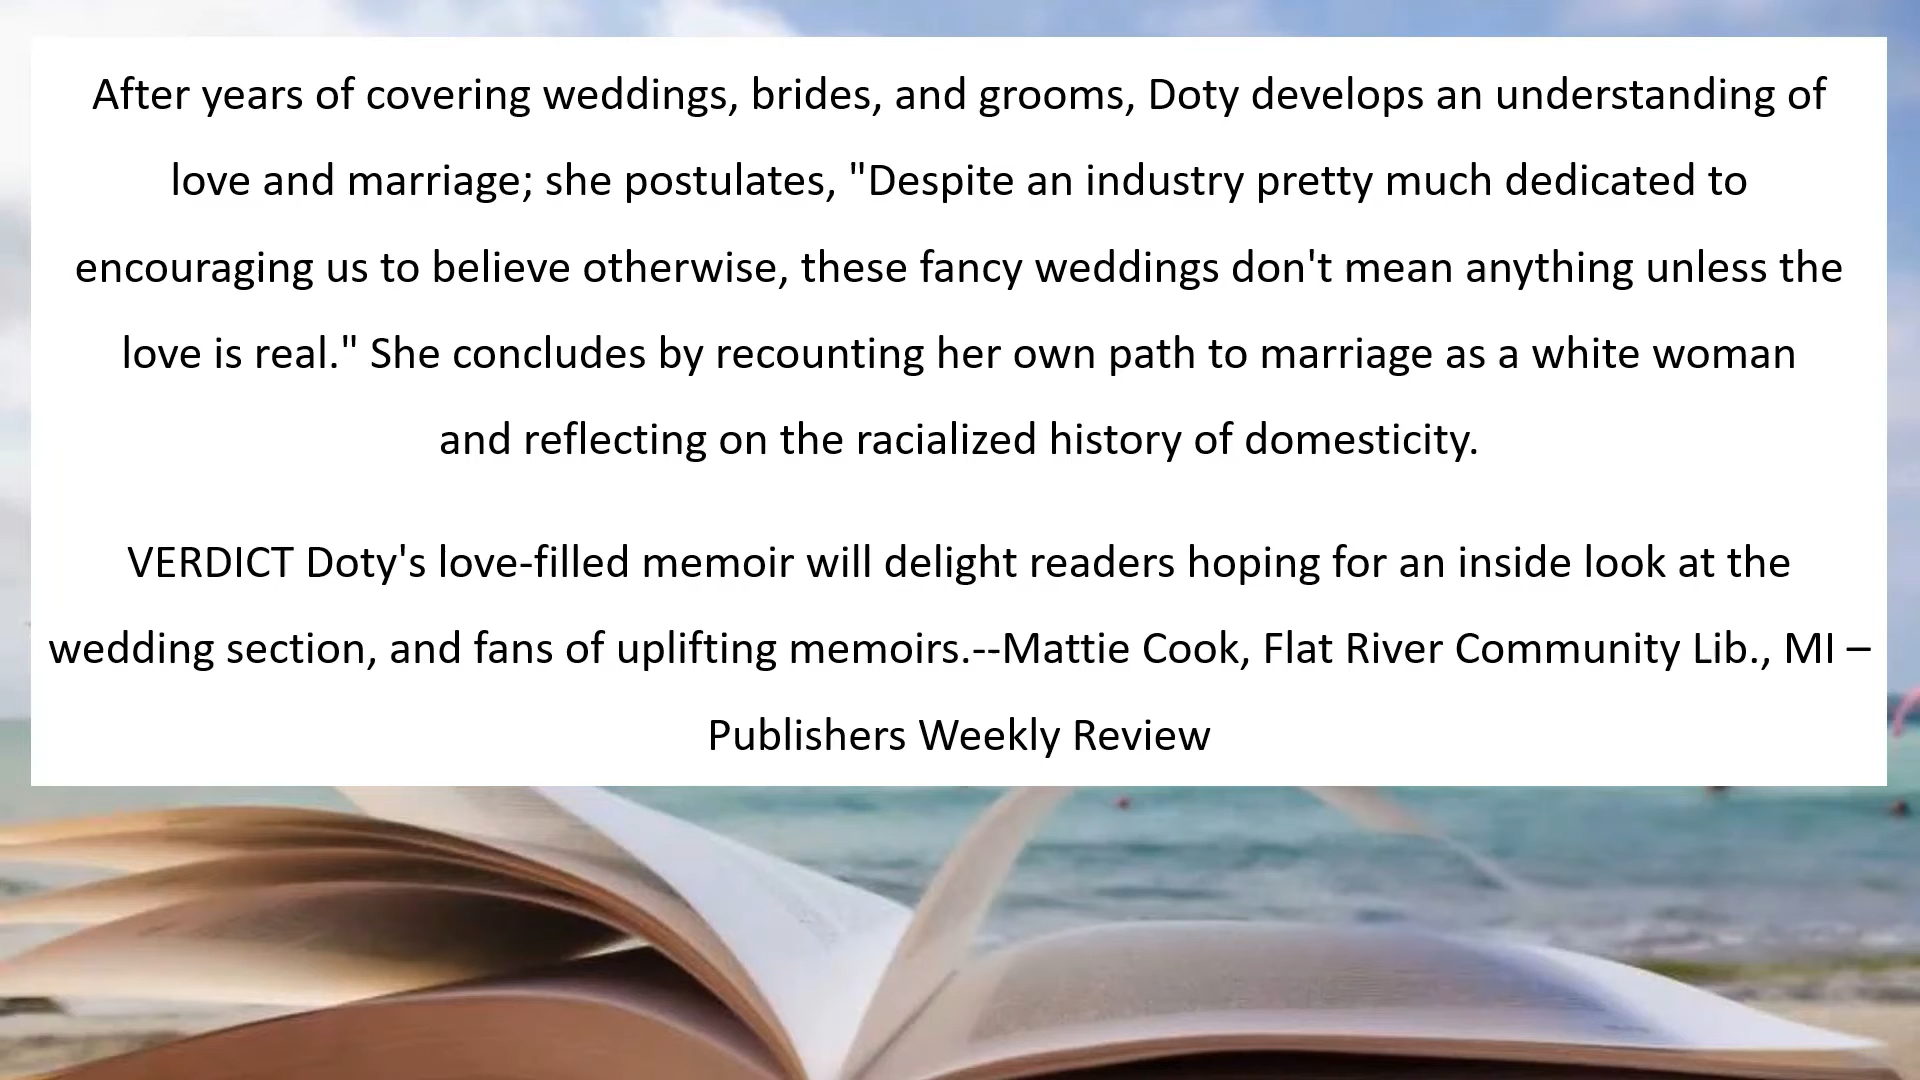 After years of covering weddings, brides, and grooms, Doty develops an understanding of
love and marriage; she postulates, "Despite an industry pretty much dedicated to
encouraging us to believe otherwise, these fancy weddings don't mean anything unless the
love is real." She concludes by recounting her own path to marriage as a white woman
and reflecting on the racialized history of domesticity.
VERDICT Doty's love-filled memoir will delight readers hoping for an inside look at the
wedding section, and fans of uplifting memoirs.--Mattie Cook, Flat River Community Lib., MI –
Publishers Weekly Review